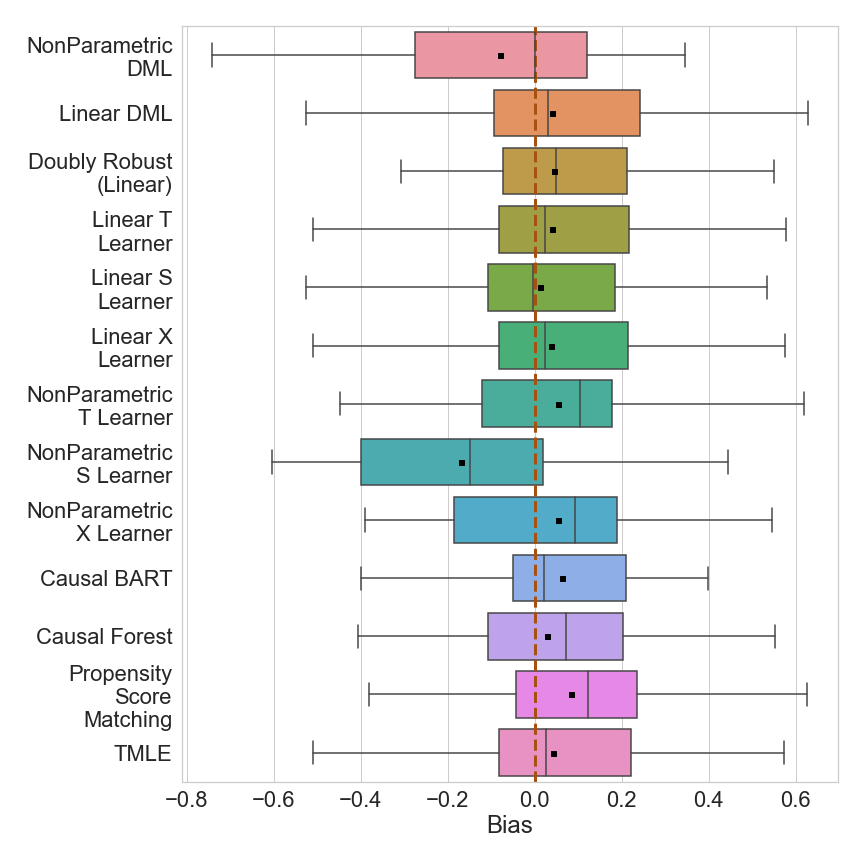 NonParametric
DML
Linear DML
Doubly Robust
(Linear)
Linear T
Learner
Linear S
Learner
Linear X
Learner
NonParametric
T Learner
NonParametric
S Learner
NonParametric
X Learner
Causal BART
Causal Forest
Propensity
Score
Matching
TMLE
−0.8 −0.6 −0.4 −0.2 0.0 0.2 0.4 0.6
Bias